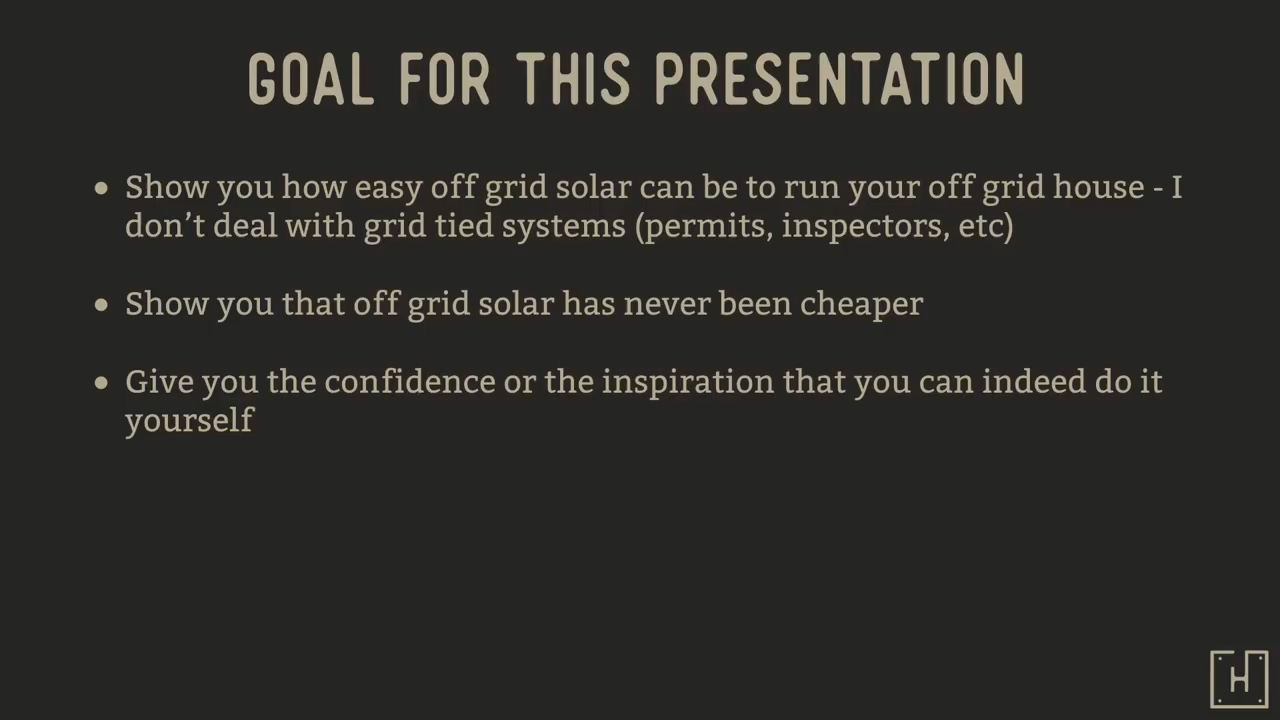 GOAL FOR THIS PRESENTATION
• Show you how easy off grid solar can be to run your off grid house - I
don’t deal with grid tied systems (permits, inspectors, etc)
• Show you that off grid solar has never been cheaper
• Give you the confidence or the inspiration that you can indeed do it
yourself
H